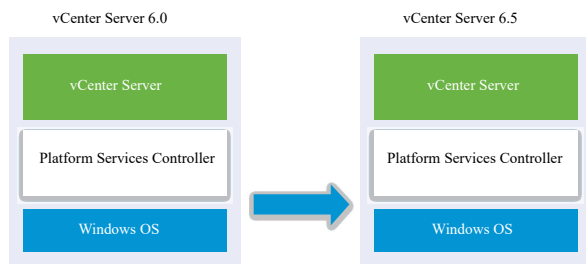 vCenter Server 6.0
vCenter Server
Platform Services Controller
Windows OS
vCenter Server 6.5
vCenter Server
Platform Services Controller
Windows OS